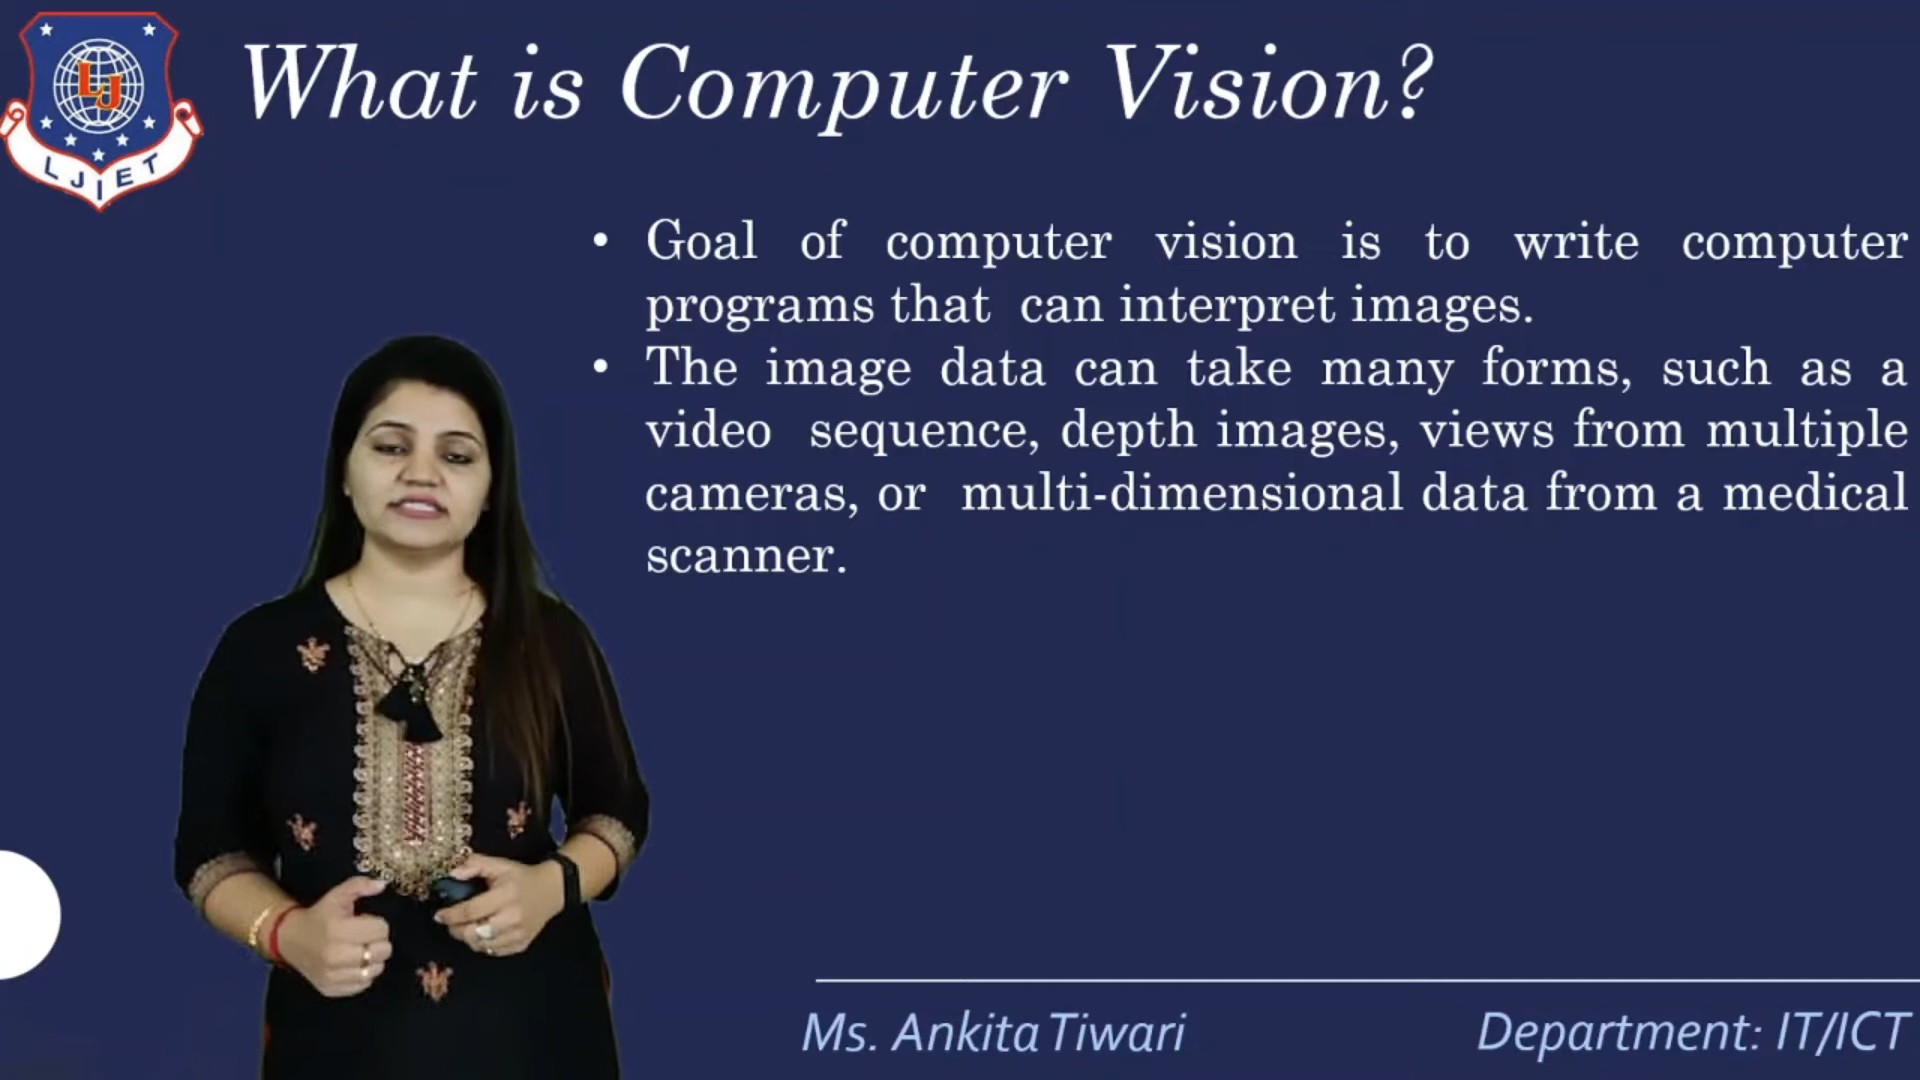 LJ
LJIET
What is Computer Vision?
• Goal of computer vision is to write computer
programs that can interpret images.
• The image data can take many forms, such as a
video sequence, depth images, views from multiple
cameras, or multi-dimensional data from a medical
scanner.
Ms. Ankita Tiwari
Department: IT/ICT